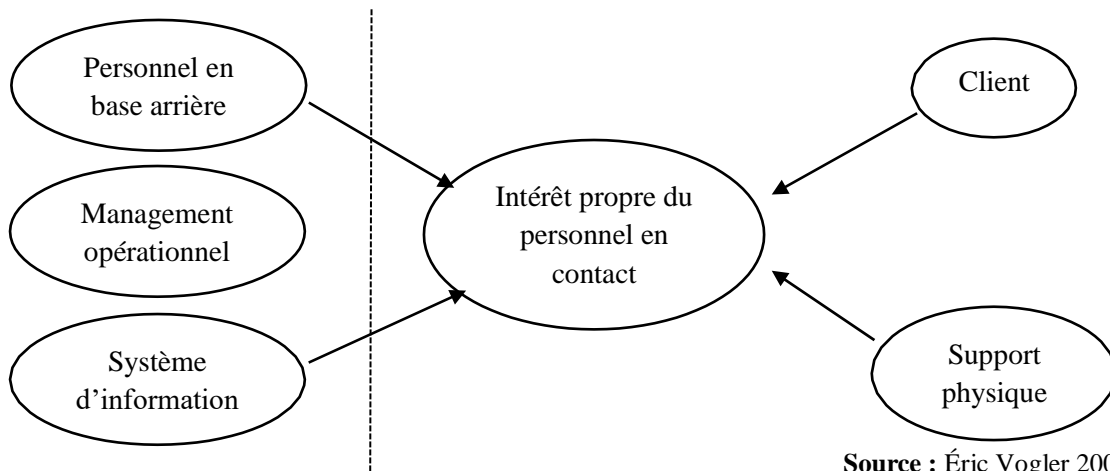 Personnel en
base arrière
Client
Management
opérationnel
Intérêt propre du
personnel en
contact
Système
d'information
Support
physique
Source : Éric Vogler